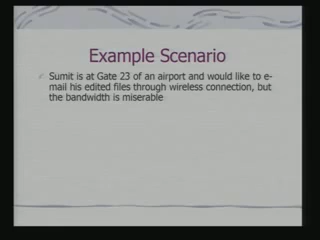 Example Scenario
Sumit is at Gate 23 of an airport and would like to e-
mail his edited files through wireless connection, but
the bandwidth is miserable